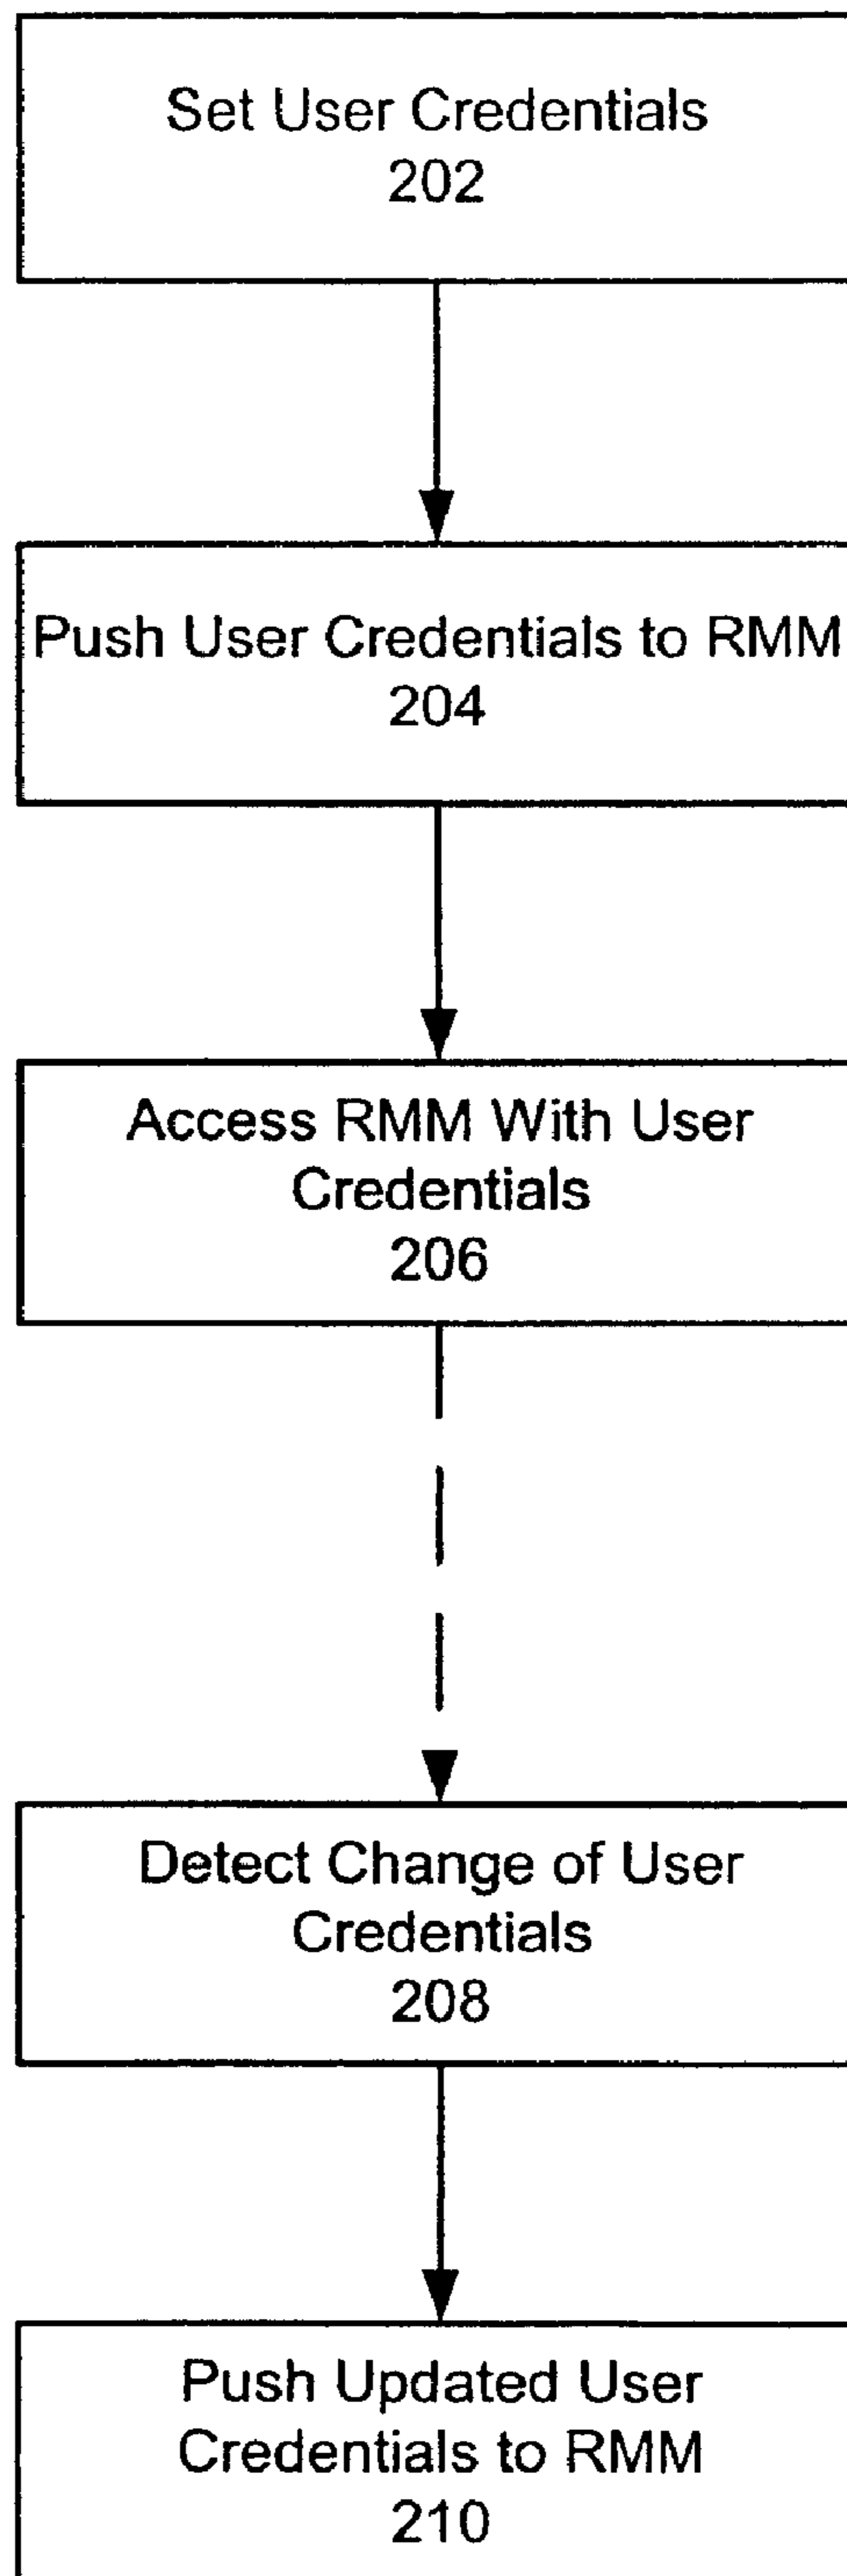 Set User Credentials
202
Push User Credentials to RMM
204
Access RMM With User
Credentials
206
Detect Change of User
Credentials
208
Push Updated User
Credentials to RMM
210